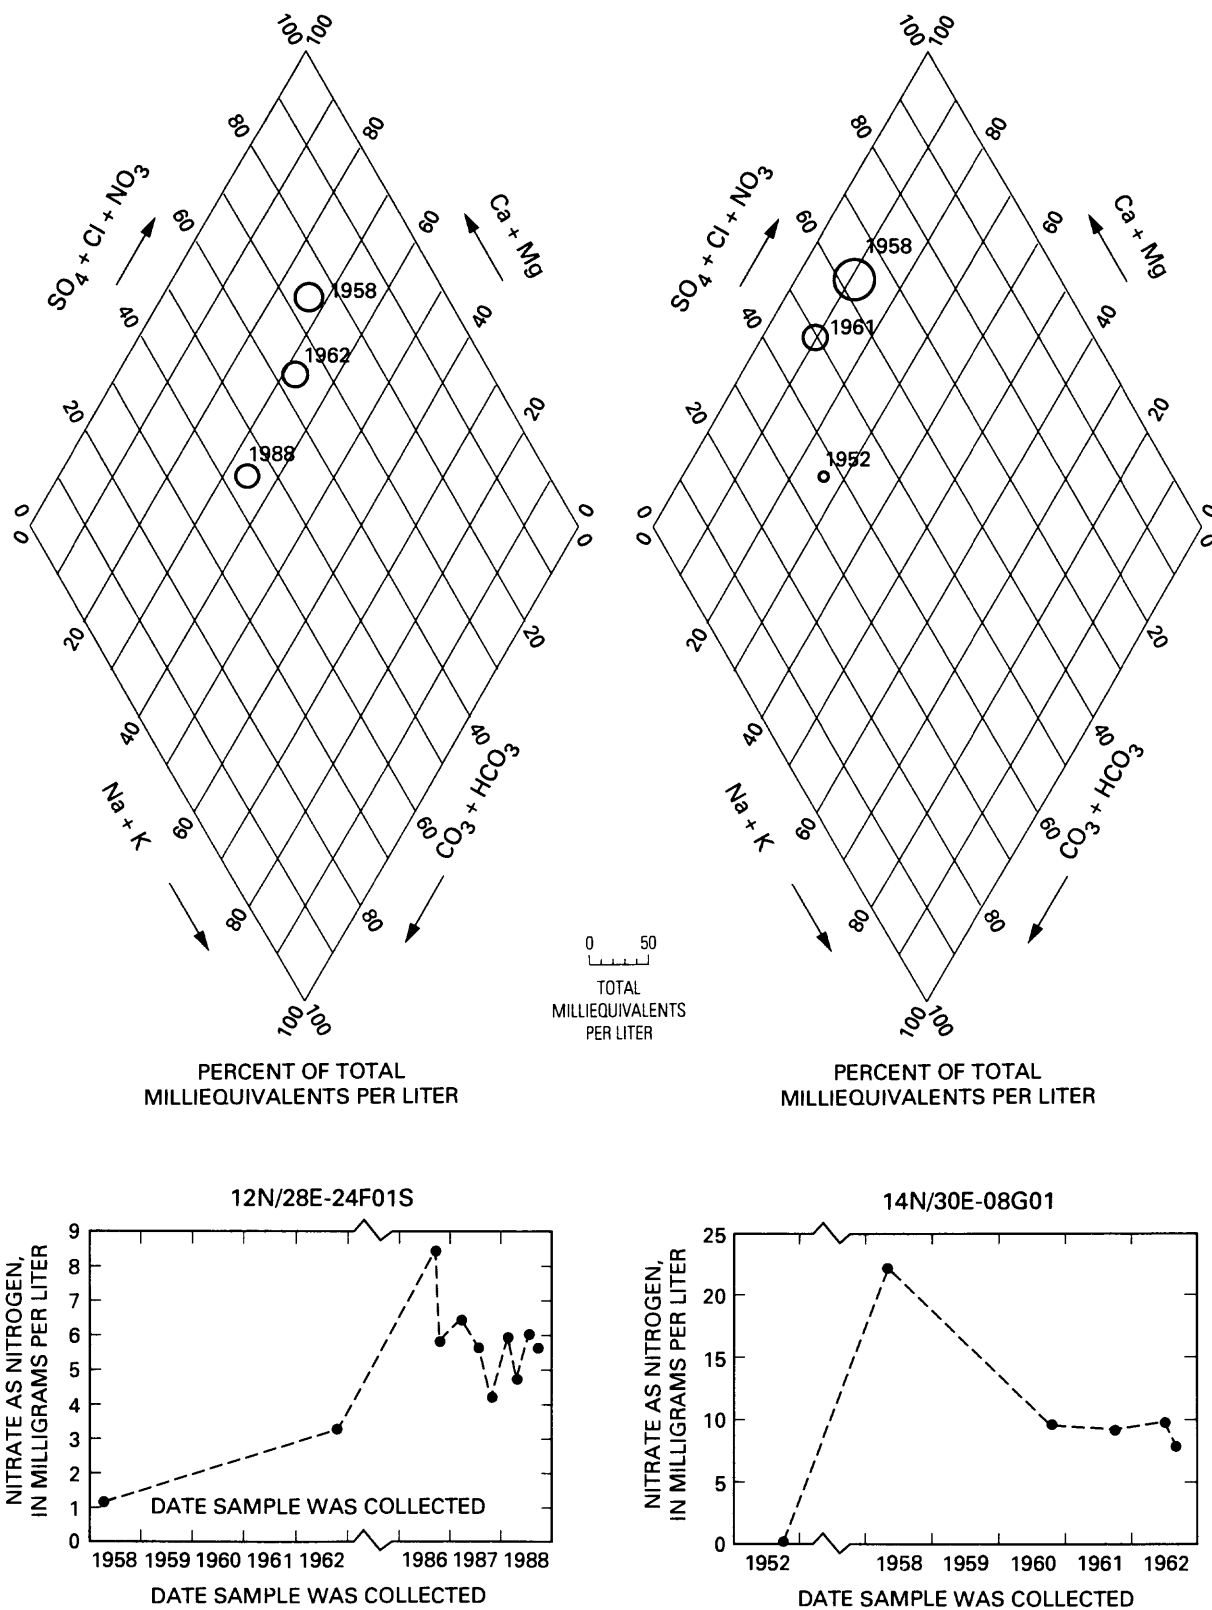 100 100
80
80
SO4 + Cl + NO3
60
60
Ca + Mg
1958
40
40
1962
20
20
1988
0
0
0
0
20
20
40
40
Na + K
CO3 + HCO3
60
60
80
80
100 100
PERCENT OF TOTAL
MILLIEQUIVALENTS PER LITER
0 50
TOTAL
MILLIEQUIVALENTS
PER LITER
100 100
80
80
SO4 + Cl + NO3
60
60
Ca + Mg
1958
40
40
1961
20
20
1952
0
0
0
0
20
20
40
40
Na + K
CO3 + HCO3
60
60
80
80
100 100
PERCENT OF TOTAL
MILLIEQUIVALENTS PER LITER
12N/28E-24F01S
NITRATE AS NITROGEN,
IN MILLIGRAMS PER LITER
9
8
7
6
5
4
3
2
1
0
DATE SAMPLE WAS COLLECTED
1958 1959 1960 1961 1962 1986 1987 1988
DATE SAMPLE WAS COLLECTED
14N/30E-08G01
NITRATE AS NITROGEN,
IN MILLIGRAMS PER LITER
25
20
15
10
5
0
1952 1958 1959 1960 1961 1962
DATE SAMPLE WAS COLLECTED